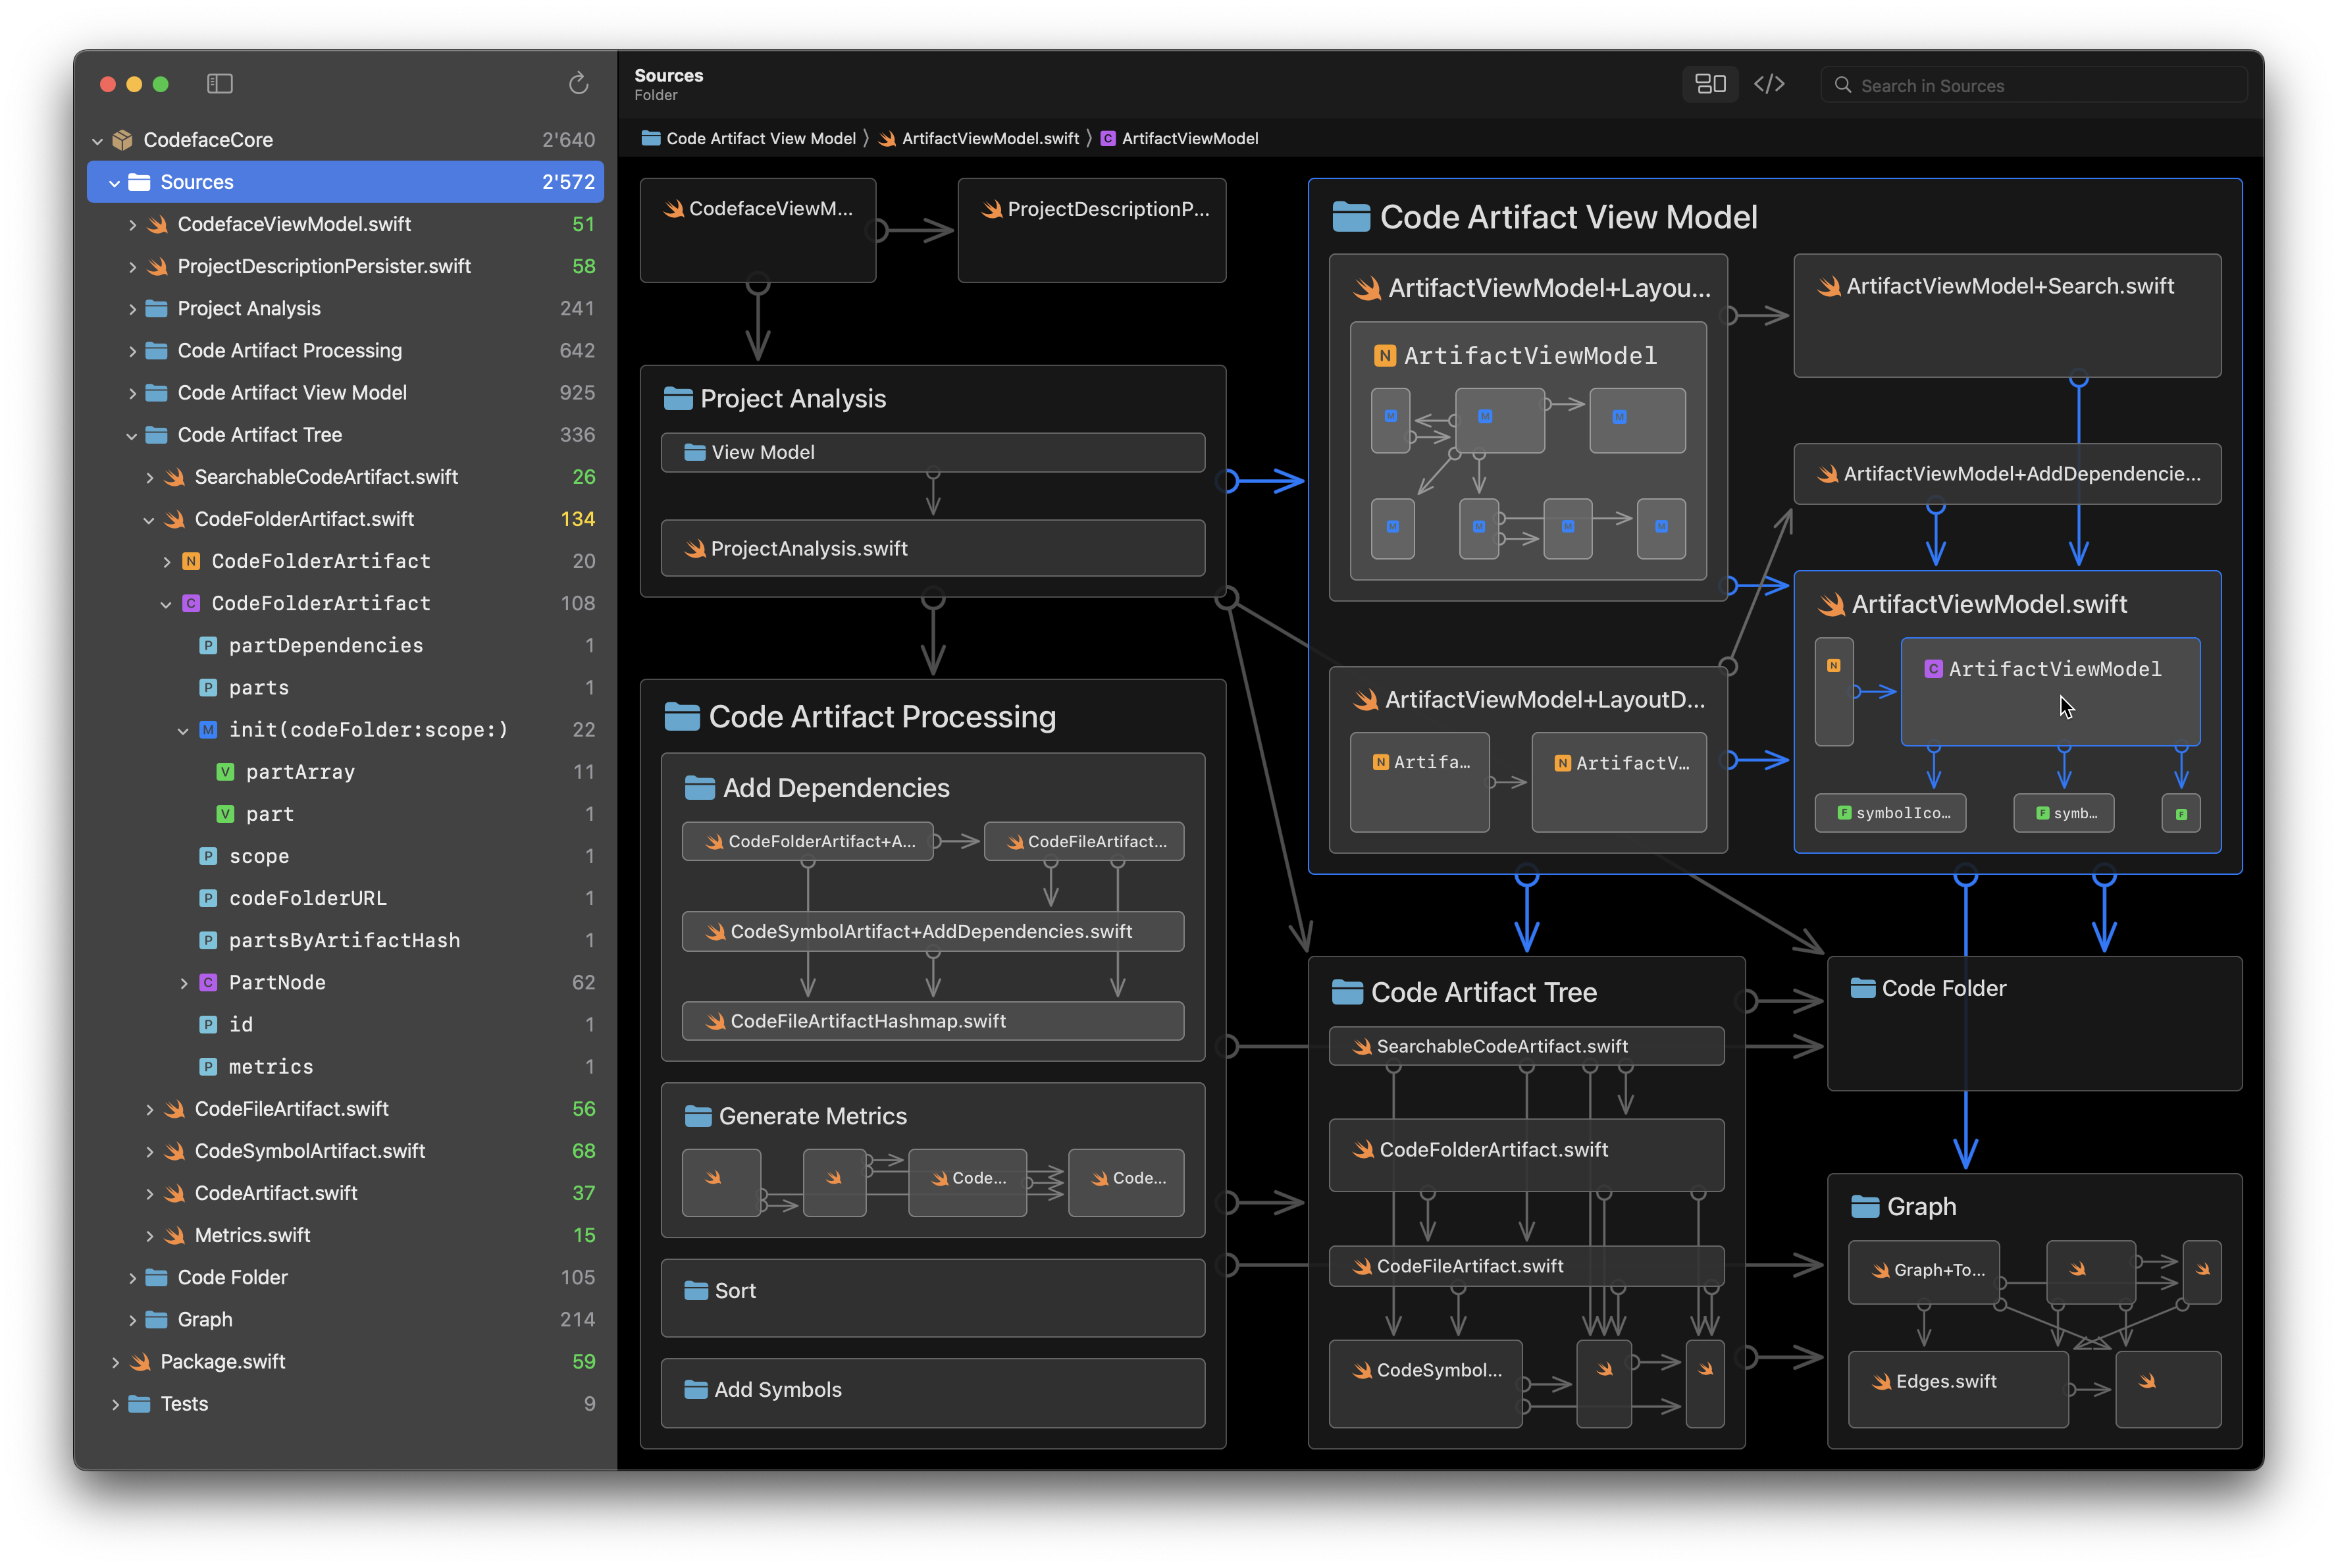 CodefaceCore 2'640
Sources 2'572
CodefaceViewModel.swift 51
ProjectDescriptionPersister.swift 58
Project Analysis 241
Code Artifact Processing 642
Code Artifact View Model 925
Code Artifact Tree 336
SearchableCodeArtifact.swift 26
CodeFolderArtifact.swift 134
N CodeFolderArtifact 20
C CodeFolderArtifact 108
P partDependencies 1
P parts 1
M init(codeFolder:scope:) 22
V partArray 11
V part 1
P scope 1
P codeFolderURL 1
P partsByArtifactHash 1
C PartNode 62
P id 1
P metrics 1
CodeFileArtifact.swift 56
CodeSymbolArtifact.swift 68
CodeArtifact.swift 37
Metrics.swift 15
Code Folder 105
Graph 214
Package.swift 59
Tests 9
Sources
Folder
Search in Sources
Code Artifact View Model ⟩ ArtifactViewModel.swift ⟩ C ArtifactViewModel
CodefaceViewM...
ProjectDescriptionP...
Project Analysis
View Model
ProjectAnalysis.swift
Code Artifact Processing
Add Dependencies
CodeFolderArtifact+A...
CodeFileArtifact...
CodeSymbolArtifact+AddDependencies.swift
CodeFileArtifactHashmap.swift
Generate Metrics
Code...
Code...
Sort
Add Symbols
Code Artifact View Model
ArtifactViewModel+Layou...
N ArtifactViewModel
M M M
M M M M
ArtifactViewModel+Search.swift
ArtifactViewModel+AddDependencie...
ArtifactViewModel+LayoutD...
N Artifa...
N ArtifactV...
ArtifactViewModel.swift
N
C ArtifactViewModel
F symbolIco...
F symb...
F
Code Artifact Tree
SearchableCodeArtifact.swift
CodeFolderArtifact.swift
CodeFileArtifact.swift
CodeSymbol...
Code Folder
Graph
Graph+To...
Edges.swift